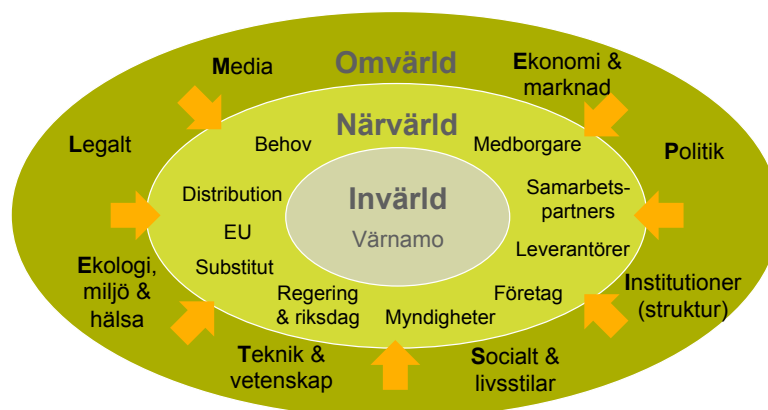 Omvärld
Media
Ekonomi &
marknad
Legalt
Politik
Ekologi,
miljö &
hälsa
Institutioner
(struktur)
Teknik &
vetenskap
Socialt &
livsstilar
Närvärld
Behov
Medborgare
Distribution
Samarbets-
partners
EU
Leverantörer
Substitut
Företag
Regering
& riksdag
Myndigheter
Invärld
Värnamo